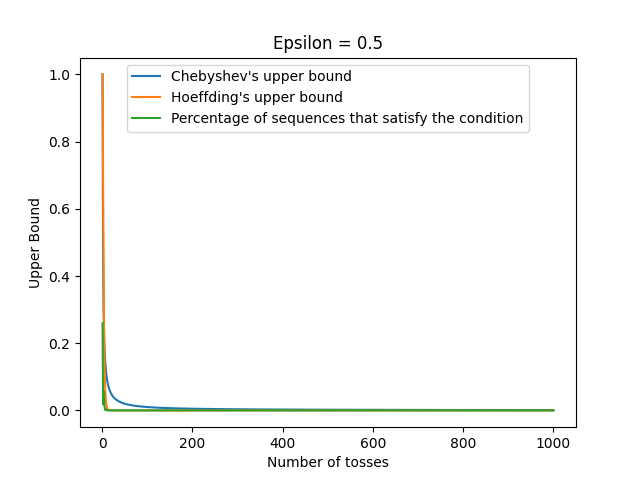 Epsilon = 0.5
Chebyshev's upper bound
Hoeffding's upper bound
Percentage of sequences that satisfy the condition
Upper Bound
1.0
0.8
0.6
0.4
0.2
0.0
0 200 400 600 800 1000
Number of tosses